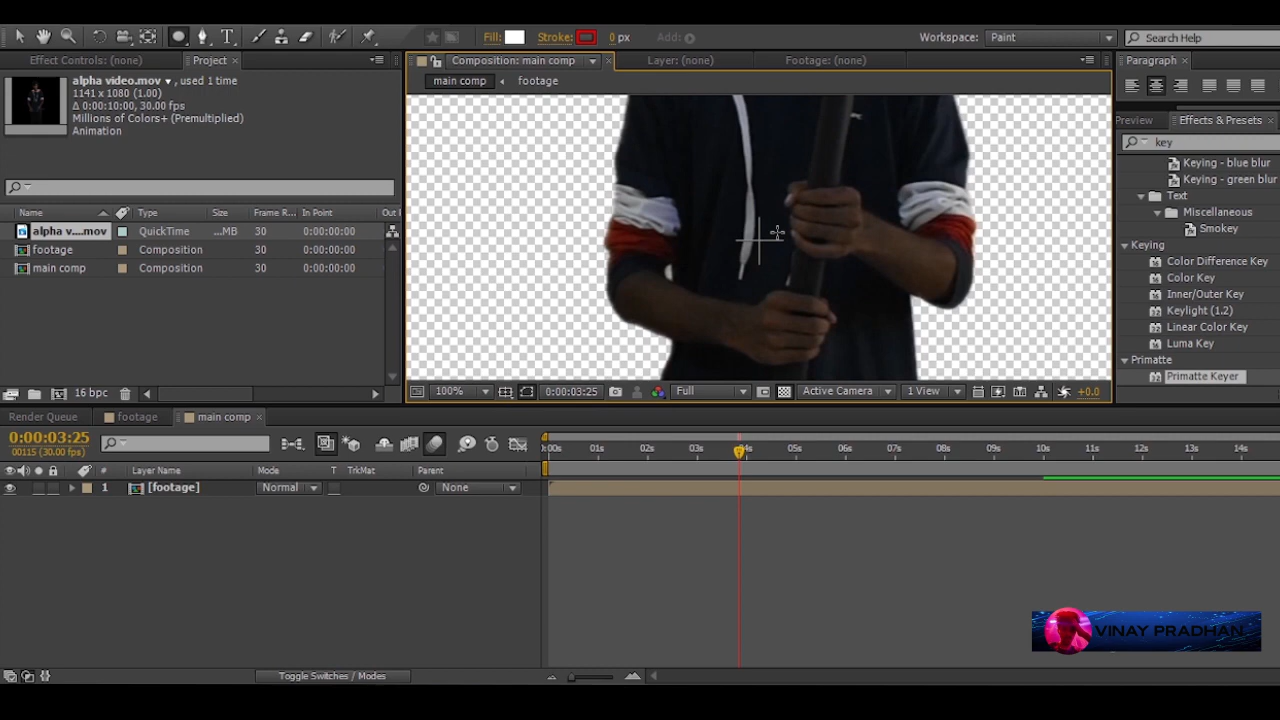 Fill: Stroke: 0 px Add: Workspace: Paint Search Help
Effect Controls: (none) Project Composition: main comp Layer: (none) Footage: (none) Paragraph
alpha video.mov , used 1 time
1141 x 1080 (1.00)
Δ 0:00:10:00, 30.00 fps
Millions of Colors+ (Premultiplied)
Animation
main comp footage
Preview Effects & Presets
key
Keying - blue blur
Keying - green blur
Text
Miscellaneous
Smokey
Keying
Color Difference Key
Color Key
Inner/Outer Key
Keylight (1.2)
Linear Color Key
Luma Key
Primatte
Primatte Keyer
Name Type Size Frame R... In Point Out P
alpha v....mov QuickTime ...MB 30 0:00:00:00
footage Composition 30 0:00:00:00
main comp Composition 30 0:00:00:00
16 bpc
100% 0:00:03:25 Full Active Camera 1 View +0.0
Render Queue footage main comp
0:00:03:25
00115 (30.00 fps)
# Layer Name Mode T TrkMat Parent
1 [footage] Normal None
:00s 01s 02s 03s 04s 05s 06s 07s 08s 09s 10s 11s 12s 13s 14s
VINAY PRADHAN
Toggle Switches / Modes